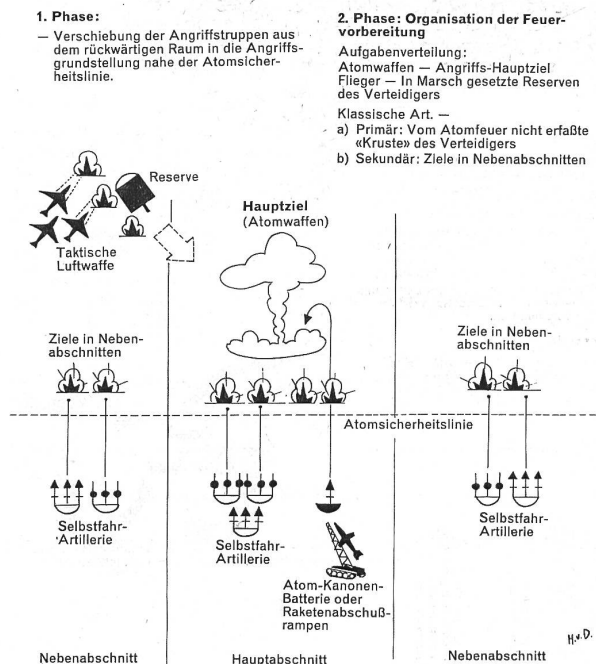 1. Phase:
— Verschiebung der Angriffstruppen aus
dem rückwärtigen Raum in die Angriffs-
grundstellung nahe der Atomsicher-
heitslinie.
2. Phase: Organisation der Feuer-
vorbereitung
Aufgabenverteilung:
Atomwaffen — Angriffs-Hauptziel
Flieger — In Marsch gesetzte Reserven
des Verteidigers
Klassische Art. —
a) Primär: Vom Atomfeuer nicht erfaßte
«Kruste» des Verteidigers
b) Sekundär: Ziele in Nebenabschnitten
Reserve
Taktische
Luftwaffe
Hauptziel
(Atomwaffen)
Ziele in Neben-
abschnitten
Ziele in Neben-
abschnitten
Atomsicherheitslinie
Selbstfahr-
Artillerie
Selbstfahr-
Artillerie
Atom-Kanonen-
Batterie oder
Raketenabschuß-
rampen
Selbstfahr-
Artillerie
H.v.D.
Nebenabschnitt
Hauptabschnitt
Nebenabschnitt